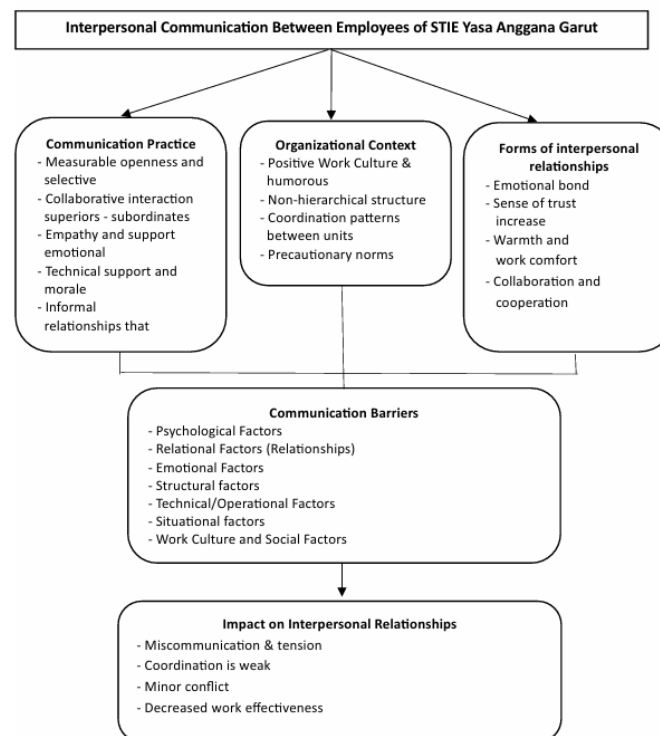 Interpersonal Communication Between Employees of STIE Yasa Anggana Garut
Communication Practice
- Measurable openness and
selective
- Collaborative interaction
superiors - subordinates
- Empathy and support
emotional
- Technical support and
morale
- Informal
relationships that
Organizational Context
- Positive Work Culture &
humorous
- Non-hierarchical structure
- Coordination patterns
between units
- Precautionary norms
Forms of interpersonal
relationships
- Emotional bond
- Sense of trust
increase
- Warmth and
work comfort
- Collaboration and
cooperation
Communication Barriers
- Psychological Factors
- Relational Factors (Relationships)
- Emotional Factors
- Structural factors
- Technical/Operational Factors
- Situational factors
- Work Culture and Social Factors
Impact on Interpersonal Relationships
- Miscommunication & tension
- Coordination is weak
- Minor conflict
- Decreased work effectiveness